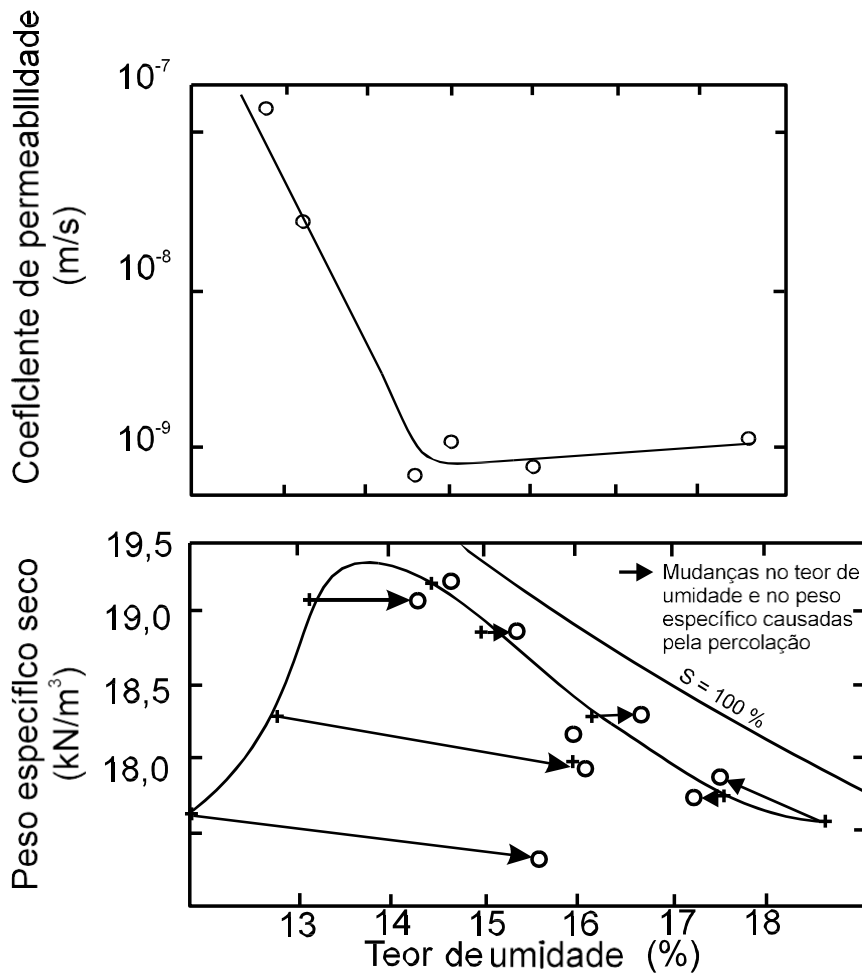 Coeficiente de permeabilidade
(m/s)
10-7
10-8
10-9
Peso específico seco
(kN/m3)
19,5
19,0
18,5
18,0
Mudanças no teor de
umidade e no peso
específico causadas
pela percolação
S = 100 %
13 14 15 16 17 18
Teor de umidade (%)